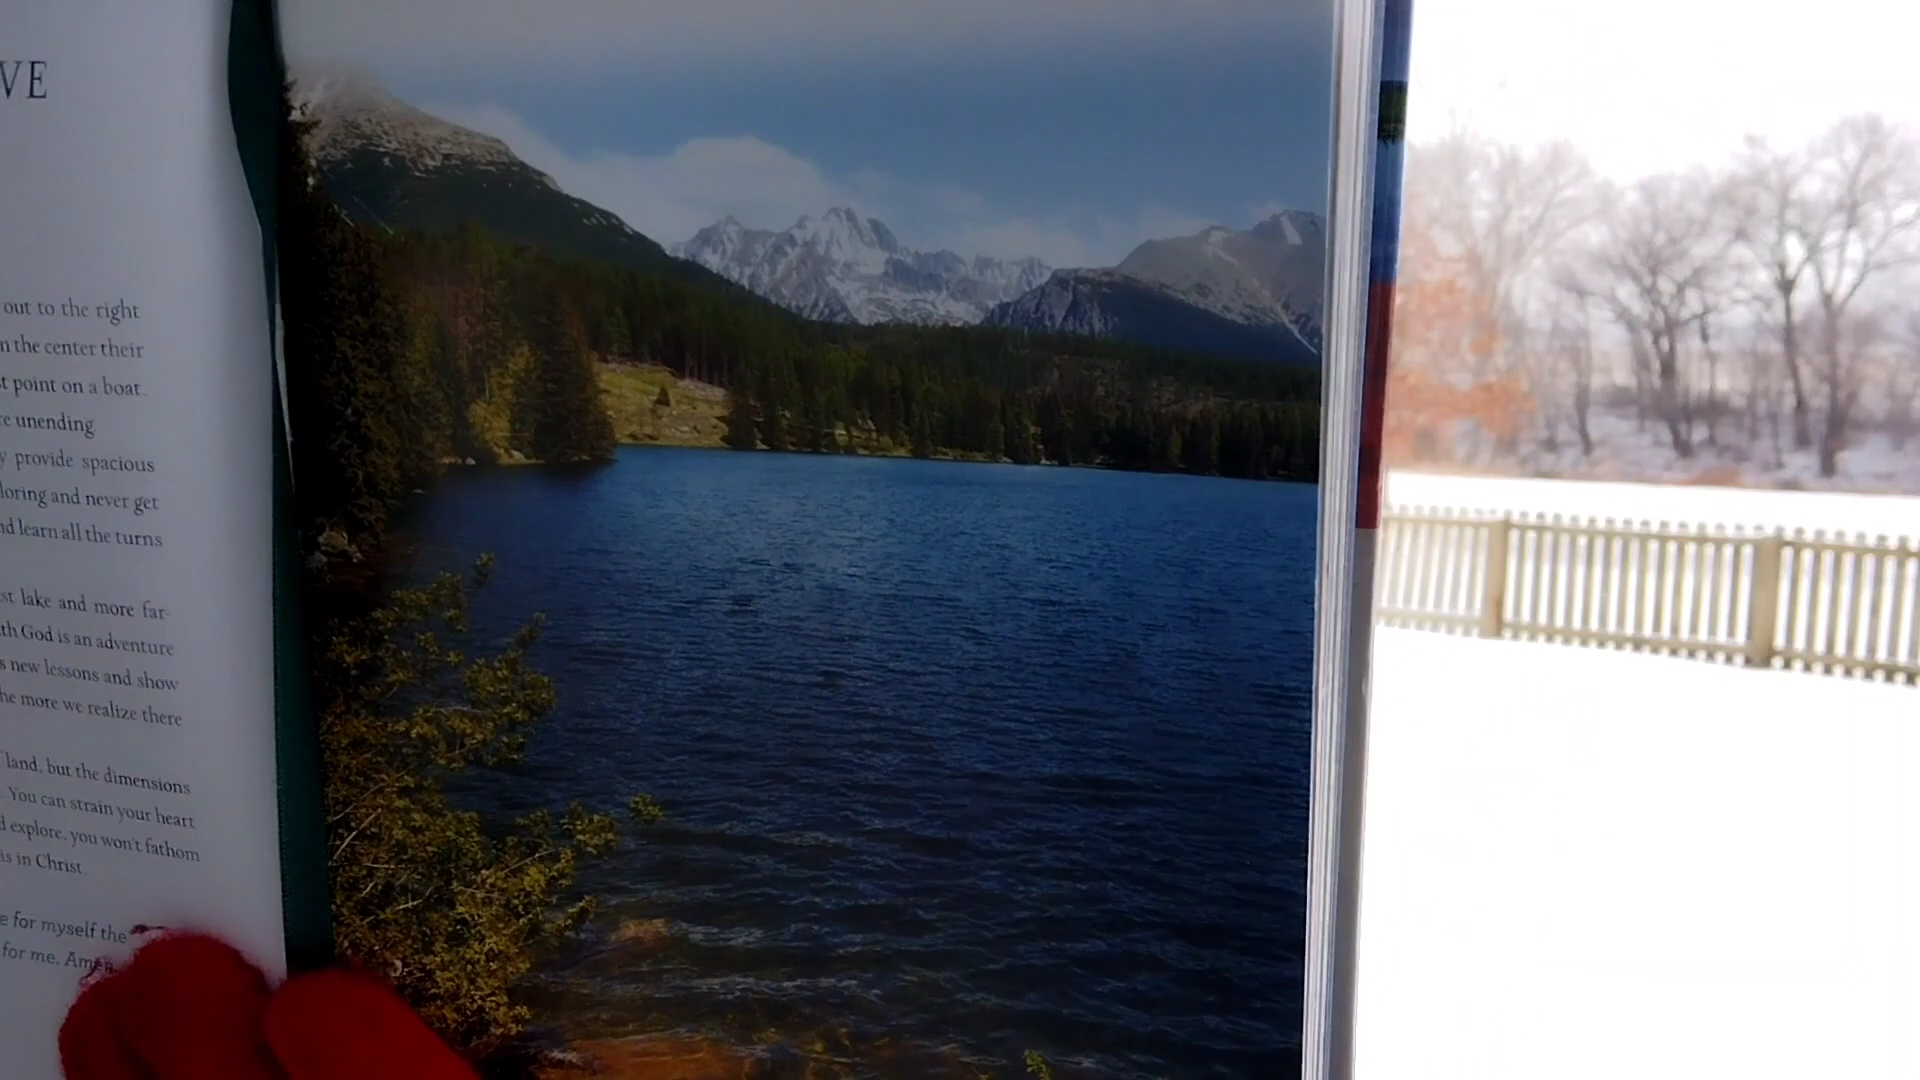 VE
out to the right
n the center their
t point on a boat.
re unending
y provide spacious
loring and never get
nd learn all the turns
st lake and more far-
th God is an adventure
s new lessons and show
he more we realize there
land, but the dimensions
. You can strain your heart
d explore, you won't fathom
is in Christ.
e for myself the
for me. Amen.